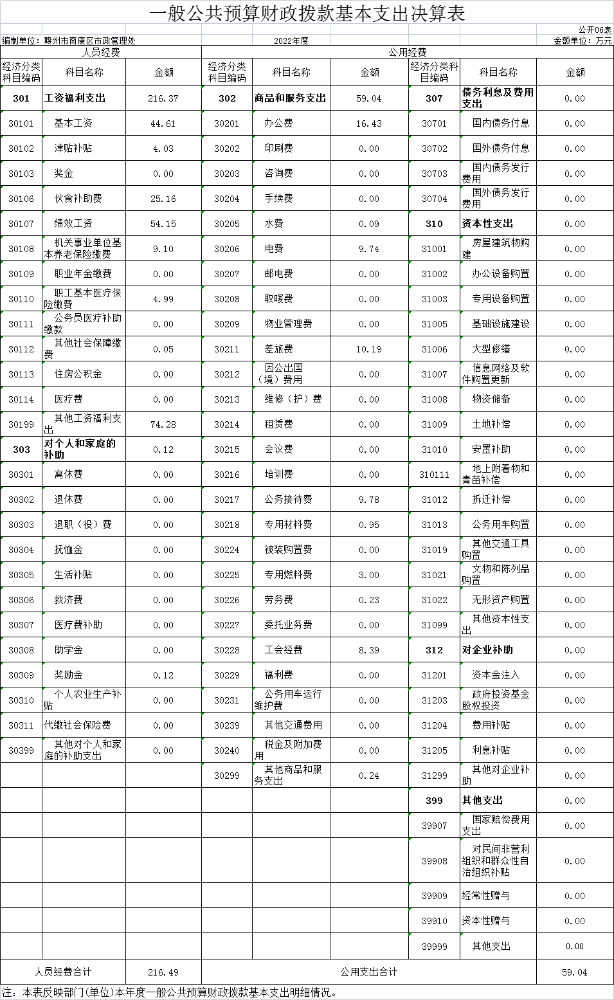 一般公共预算财政拨款基本支出决算表
公开06表
编制单位：赣州市南康区市政管理处 2022年度 金额单位：万元
人员经费 公用经费
经济分类科目编码 科目名称 金额 经济分类科目编码 科目名称 金额 经济分类科目编码 科目名称 金额
301 工资福利支出 216.37 302 商品和服务支出 59.04 307 债务利息及费用支出 0.00
30101 基本工资 44.61 30201 办公费 16.43 30701 国内债务付息 0.00
30102 津贴补贴 4.03 30202 印刷费 0.00 30702 国外债务付息 0.00
30103 奖金 0.00 30203 咨询费 0.00 30703 国内债务发行费用 0.00
30106 伙食补助费 25.16 30204 手续费 0.00 30704 国外债务发行费用 0.00
30107 绩效工资 54.15 30205 水费 0.09 310 资本性支出 0.00
30108 机关事业单位基本养老保险缴费 9.10 30206 电费 9.74 31001 房屋建筑物购建 0.00
30109 职业年金缴费 0.00 30207 邮电费 0.00 31002 办公设备购置 0.00
30110 职工基本医疗保险缴费 4.99 30208 取暖费 0.00 31003 专用设备购置 0.00
30111 公务员医疗补助缴款 0.00 30209 物业管理费 0.00 31005 基础设施建设 0.00
30112 其他社会保障缴费 0.05 30211 差旅费 10.19 31006 大型修缮 0.00
30113 住房公积金 0.00 30212 因公出国（境）费用 0.00 31007 信息网络及软件购置更新 0.00
30114 医疗费 0.00 30213 维修（护）费 0.00 31008 物资储备 0.00
30199 其他工资福利支出 74.28 30214 租赁费 0.00 31009 土地补偿 0.00
303 对个人和家庭的补助 0.12 30215 会议费 0.00 31010 安置补助 0.00
30301 离休费 0.00 30216 培训费 0.00 310111 地上附着物和青苗补偿 0.00
30302 退休费 0.00 30217 公务接待费 9.78 31012 拆迁补偿 0.00
30303 退职（役）费 0.00 30218 专用材料费 0.95 31013 公务用车购置 0.00
30304 抚恤金 0.00 30224 被装购置费 0.00 31019 其他交通工具购置 0.00
30305 生活补贴 0.00 30225 专用燃料费 3.00 31021 文物和陈列品购置 0.00
30306 救济费 0.00 30226 劳务费 0.23 31022 无形资产购置 0.00
30307 医疗费补助 0.00 30227 委托业务费 0.00 31099 其他资本性支出 0.00
30308 助学金 0.00 30228 工会经费 8.39 312 对企业补助 0.00
30309 奖励金 0.12 30229 福利费 0.00 31201 资本金注入 0.00
30310 个人农业生产补贴 0.00 30231 公务用车运行维护费 0.00 31203 政府投资基金股权投资 0.00
30311 代缴社会保险费 0.00 30239 其他交通费用 0.00 31204 费用补贴 0.00
30399 其他对个人和家庭的补助支出 0.00 30240 税金及附加费用 0.00 31205 利息补贴 0.00
30299 其他商品和服务支出 0.24 31299 其他对企业补助 0.00
399 其他支出 0.00
39907 国家赔偿费用支出 0.00
39908 对民间非营利组织和群众性自治组织补贴 0.00
39909 经常性赠与 0.00
39910 资本性赠与 0.00
39999 其他支出 0.00
人员经费合计 216.49 公用支出合计 59.04
注：本表反映部门(单位)本年度一般公共预算财政拨款基本支出明细情况。